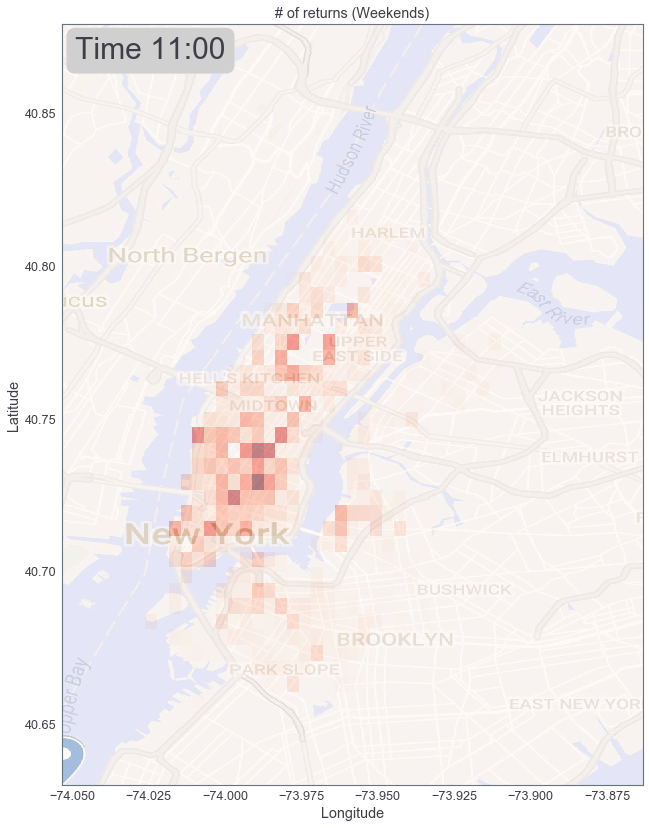 # of returns (Weekends)
Time 11:00
40.85
Hudson River
BRO
HARLEM
40.80
North Bergen
East River
CUS
MANHATTAN
UPPER
EAST SIDE
HELL'S KITCHEN
MIDTOWN
Latitude
40.75
JACKSON
HEIGHTS
ELMHURST
New York
40.70
BUSHWICK
BROOKLYN
PARK SLOPE
pper Bay
EAST NEW YOR
40.65
−74.050
−74.025
−74.000
−73.975
−73.950
−73.925
−73.900
−73.875
Longitude